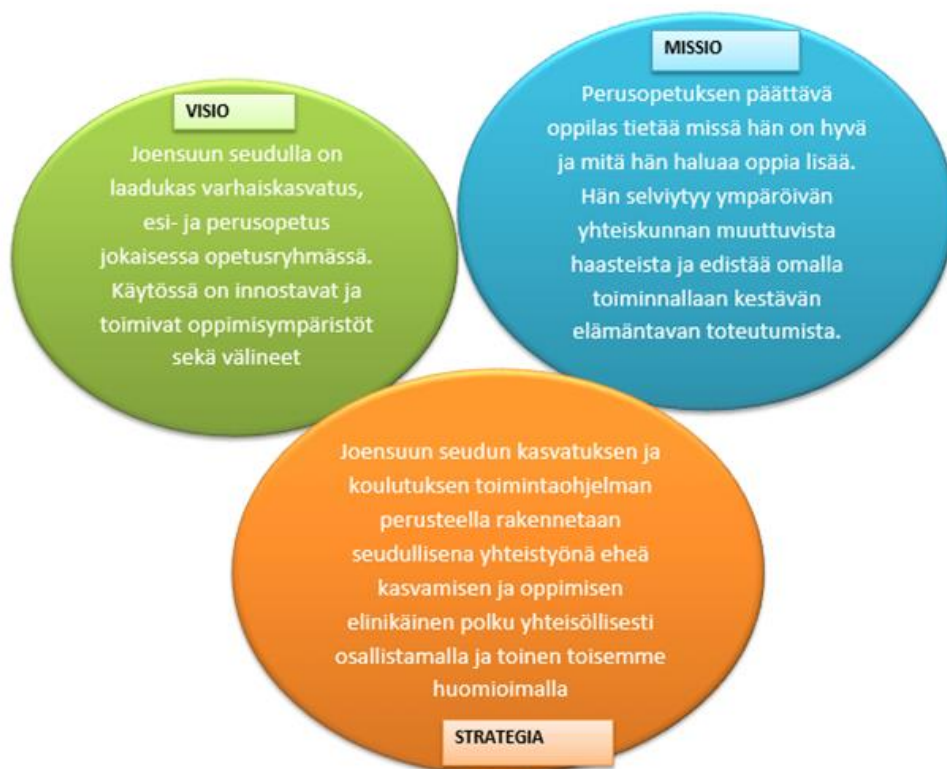 VISIO
Joensuun seudulla on
laadukas varhaiskasvatus,
esi- ja perusopetus
jokaisessa opetusryhmässä.
Käytössä on innostavat ja
toimivat oppimisympäristöt
sekä välineet
MISSIO
Perusopetuksen päättävä
oppilas tietää missä hän on hyvä
ja mitä hän haluaa oppia lisää.
Hän selviytyy ympäröivän
yhteiskunnan muuttuvista
haasteista ja edistää omalla
toiminnallaan kestävän
elämäntavan toteutumista.
Joensuun seudun kasvatuksen ja
koulutuksen toimintaohjelman
perusteella rakennetaan
seudullisena yhteistyönä eheä
kasvamisen ja oppimisen
elinikäinen polku yhteisöllisesti
osallistamalla ja toinen toisemme
huomioimalla
STRATEGIA